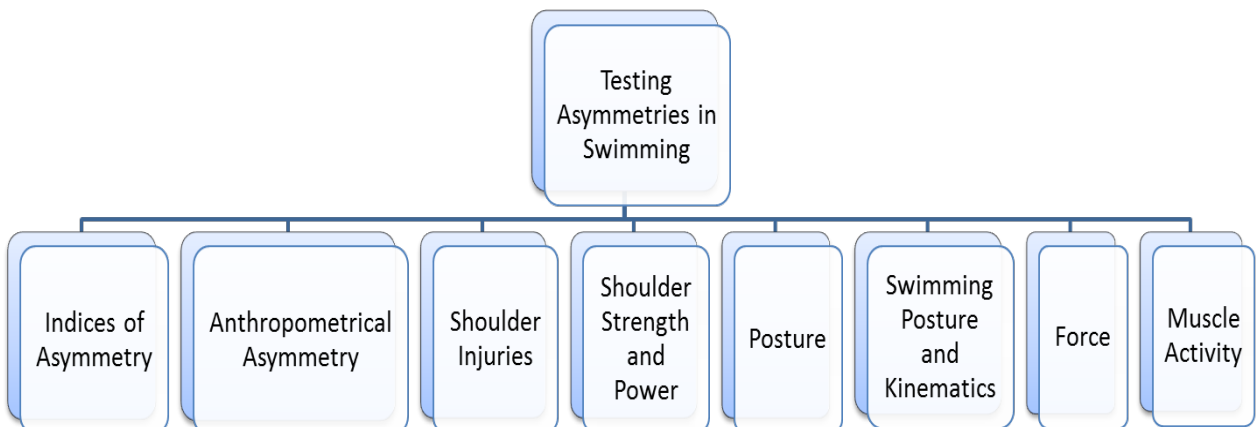 Testing
Asymmetries in
Swimming
Indices of
Asymmetry
Anthropometrical
Asymmetry
Shoulder
Injuries
Shoulder
Strength
and
Power
Posture
Swimming
Posture
and
Kinematics
Force
Muscle
Activity